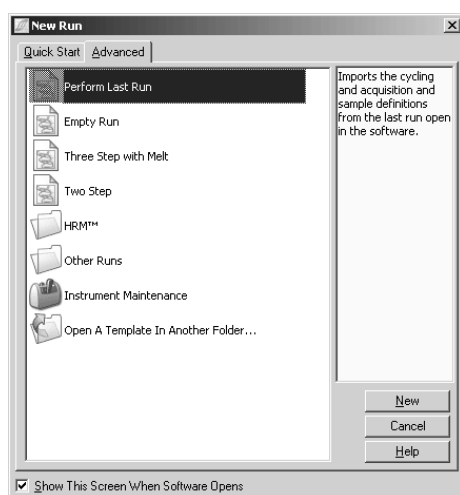 New Run
Quick Start Advanced
Perform Last Run
Empty Run
Three Step with Melt
Two Step
HRM™
Other Runs
Instrument Maintenance
Open A Template In Another Folder...
Imports the cycling
and acquisition and
sample definitions
from the last run open
in the software.
New
Cancel
Help
Show This Screen When Software Opens